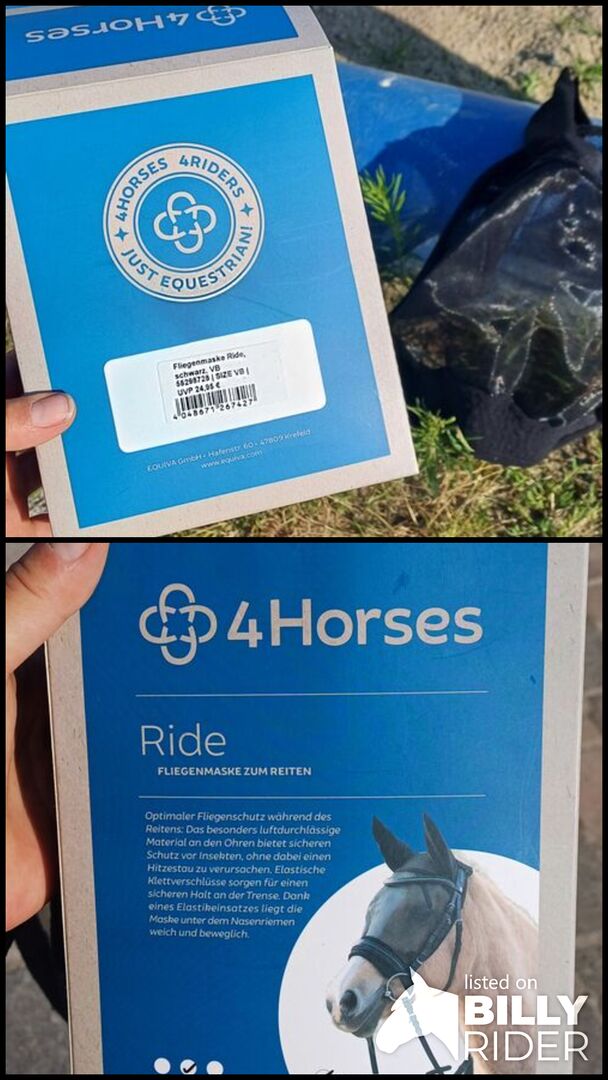 4Horses
4HORSES 4RIDERS
JUST EQUESTRIAN!
Fliegenmaske Ride,
schwarz, VB
55298728 | SIZE VB |
UVP 24,95 €
4 048671 267427
EQUIVA GmbH • Hafenstr. 60 • 47809 Krefeld
www.equiva.com
4Horses
Ride
FLIEGENMASKE ZUM REITEN
Optimaler Fliegenschutz während des
Reitens: Das besonders luftdurchlässige
Material an den Ohren bietet sicheren
Schutz vor Insekten, ohne dabei einen
Hitzestau zu verursachen. Elastische
Klettverschlüsse sorgen für einen
sicheren Halt an der Trense. Dank
eines Elastikeinsatzes liegt die
Maske unter dem Nasenriemen
weich und beweglich.
listed on
BILLY
RIDER